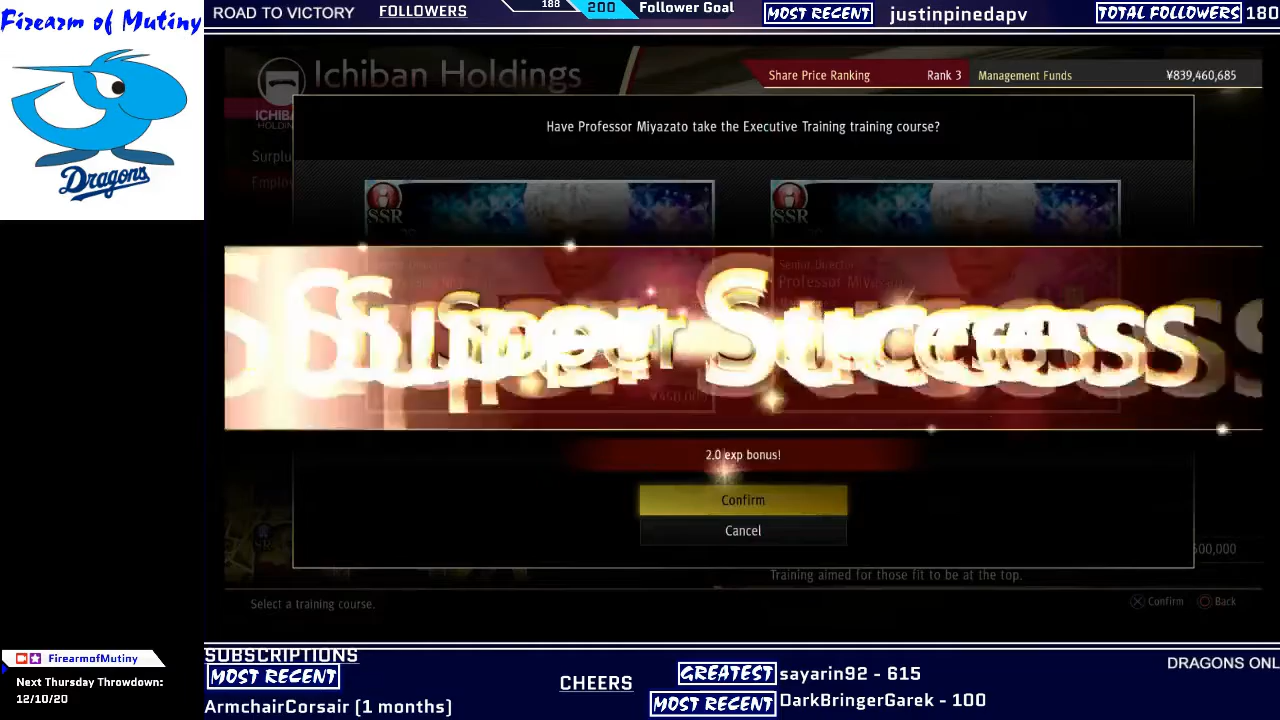 Firearm of Mutiny
Dragons
ROAD TO VICTORY
FOLLOWERS
188
200
Follower Goal
MOST RECENT
justinpinedapv
TOTAL FOLLOWERS
180
Ichiban Holdings
Share Price Ranking
Rank 3
Management Funds
¥839,460,685
Have Professor Miyazato take the Executive Training training course?
SSR
SSR
Senior Director
Super Success
2.0 exp bonus!
Confirm
Cancel
Training aimed for those fit to be at the top.
Select a training course.
Confirm
Back
FirearmofMutiny
Next Thursday Throwdown:
12/10/20
SUBSCRIPTIONS
MOST RECENT
ArmchairCorsair (1 months)
CHEERS
GREATEST
sayarin92 - 615
MOST RECENT
DarkBringerGarek - 100
DRAGONS ONL